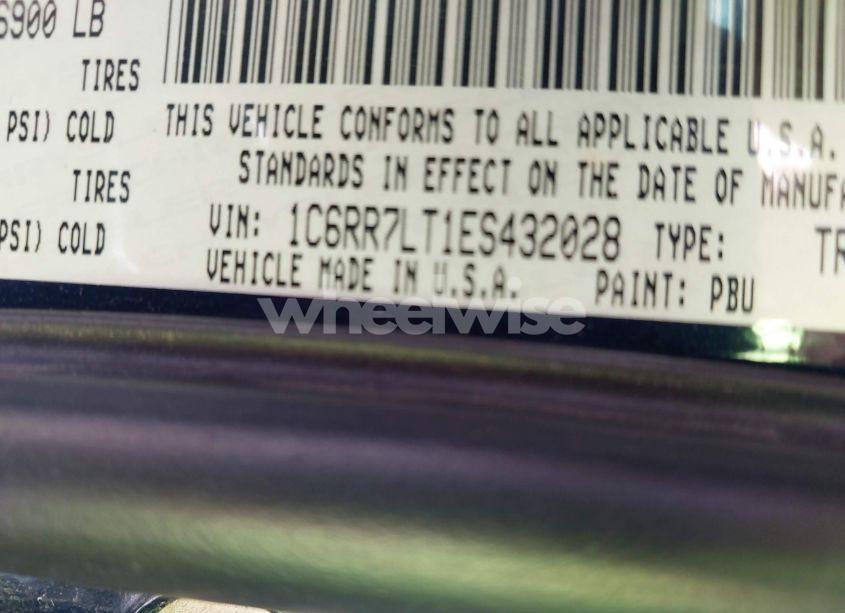 6900 LB
TIRES
PSI) COLD
TIRES
PSI) COLD
THIS VEHICLE CONFORMS TO ALL APPLICABLE U.S.A.
STANDARDS IN EFFECT ON THE DATE OF MANUFA
VIN: 1C6RR7LT1ES432028 TYPE: TR
VEHICLE MADE IN U.S.A. PAINT: PBU
wheelwise